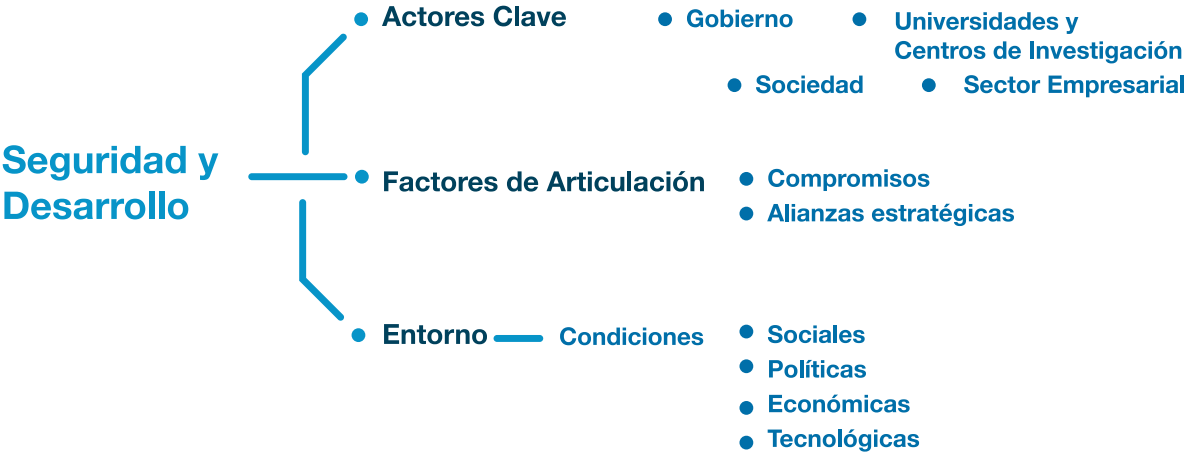 Seguridad y
Desarrollo
Actores Clave
Gobierno
Universidades y
Centros de Investigación
Sociedad
Sector Empresarial
Factores de Articulación
Compromisos
Alianzas estratégicas
Entorno
Condiciones
Sociales
Políticas
Económicas
Tecnológicas